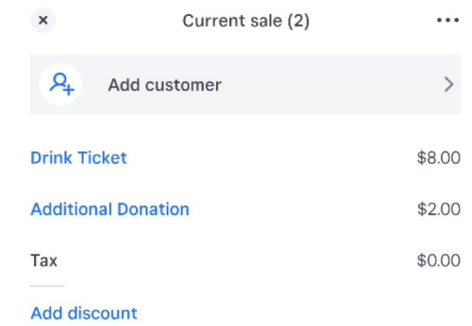 Current sale (2)
Add customer
Drink Ticket $8.00
Additional Donation $2.00
Tax $0.00
Add discount